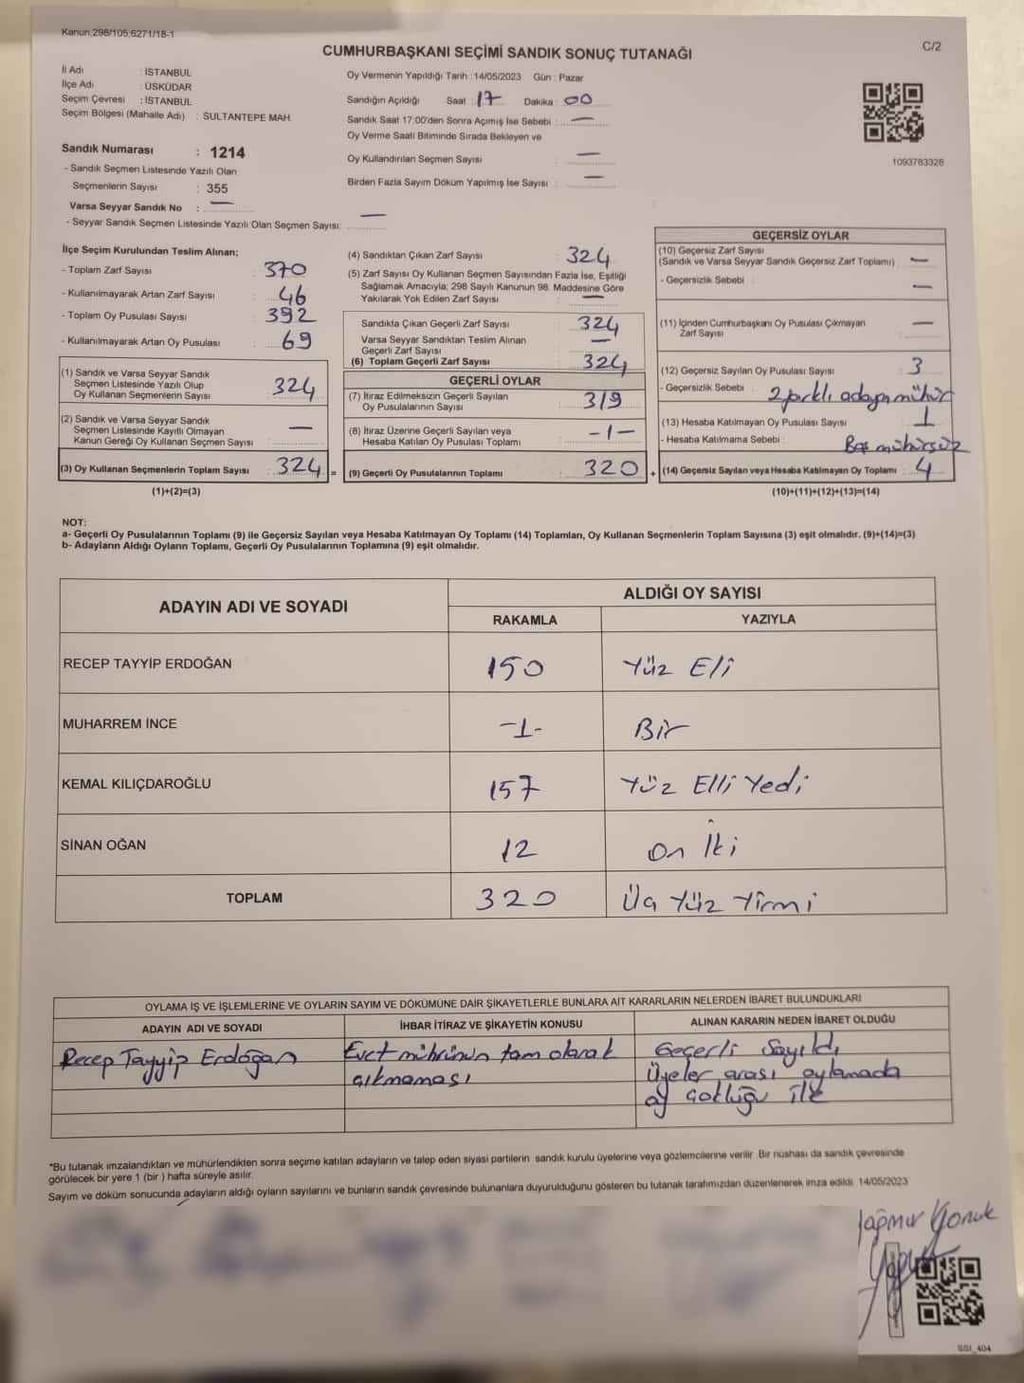 Kanun:298/105;6271/18-1
C/2
CUMHURBAŞKANI SEÇİMİ SANDIK SONUÇ TUTANAĞI
İl Adı : İSTANBUL
İlçe Adı : ÜSKÜDAR
Seçim Çevresi : İSTANBUL
Seçim Bölgesi (Mahalle Adı) : SULTANTEPE MAH.
Sandık Numarası : 1214
- Sandık Seçmen Listesinde Yazılı Olan
Seçmenlerin Sayısı : 355
Varsa Seyyar Sandık No : —
- Seyyar Sandık Seçmen Listesinde Yazılı Olan Seçmen Sayısı: —
Oy Vermenin Yapıldığı Tarih : 14/05/2023 Gün : Pazar
Sandığın Açıldığı Saat : 17 Dakika : 00
Sandık Saat 17:00'den Sonra Açımış İse Sebebi : —
Oy Verme Saati Bitiminde Sırada Bekleyen ve
Oy Kullandırılan Seçmen Sayısı : —
Birden Fazla Sayım Döküm Yapılmış İse Sayısı : —
1093783328
İlçe Seçim Kurulundan Teslim Alınan;
- Toplam Zarf Sayısı : 370
- Kullanılmayarak Artan Zarf Sayısı : 46
- Toplam Oy Pusulası Sayısı : 392
- Kullanılmayarak Artan Oy Pusulası : 69
(1) Sandık ve Varsa Seyyar Sandık
Seçmen Listesinde Yazılı Olup
Oy Kullanan Seçmenlerin Sayısı : 324
(2) Sandık ve Varsa Seyyar Sandık
Seçmen Listesinde Kayıtlı Olmayan
Kanun Gereği Oy Kullanan Seçmen Sayısı : —
(3) Oy Kullanan Seçmenlerin Toplam Sayısı : 324 =
(1)+(2)=(3)
(4) Sandıktan Çıkan Zarf Sayısı : 324
(5) Zarf Sayısı Oy Kullanan Seçmen Sayısından Fazla İse, Eşitliği
Sağlamak Amacıyla; 298 Sayılı Kanunun 98. Maddesine Göre
Yakılarak Yok Edilen Zarf Sayısı : —
Sandıkta Çıkan Geçerli Zarf Sayısı : 324
Varsa Seyyar Sandıktan Teslim Alınan : —
Geçerli Zarf Sayısı
(6) Toplam Geçerli Zarf Sayısı : 324
GEÇERLİ OYLAR
(7) İtiraz Edilmeksizin Geçerli Sayılan
Oy Pusulalarının Sayısı : 319
(8) İtiraz Üzerine Geçerli Sayılan veya
Hesaba Katılan Oy Pusulası Toplamı : -1-
(9) Geçerli Oy Pusulalarının Toplamı : 320 +
GEÇERSİZ OYLAR
(10) Geçersiz Zarf Sayısı
(Sandık ve Varsa Seyyar Sandık Geçersiz Zarf Toplamı) : —
- Geçersizlik Sebebi : —
(11) İçinden Cumhurbaşkanı Oy Pusulası Çıkmayan : —
Zarf Sayısı
(12) Geçersiz Sayılan Oy Pusulası Sayısı : 3
- Geçersizlik Sebebi : 2 farklı adaya mühür
(13) Hesaba Katılmayan Oy Pusulası Sayısı : 1
- Hesaba Katılmama Sebebi : Boş mühürsüz
(14) Geçersiz Sayılan veya Hesaba Katılmayan Oy Toplamı : 4
(10)+(11)+(12)+(13)=(14)
NOT:
a- Geçerli Oy Pusulalarının Toplamı (9) ile Geçersiz Sayılan veya Hesaba Katılmayan Oy Toplamı (14) Toplamları, Oy Kullanan Seçmenlerin Toplam Sayısına (3) eşit olmalıdır. (9)+(14)=(3)
b- Adayların Aldığı Oyların Toplamı, Geçerli Oy Pusulalarının Toplamına (9) eşit olmalıdır.
ADAYIN ADI VE SOYADI
ALDIĞI OY SAYISI
RAKAMLA YAZIYLA
RECEP TAYYİP ERDOĞAN 150 Yüz Eli
MUHARREM İNCE -1- Bir
KEMAL KILIÇDAROĞLU 157 Yüz Elli Yedi
SİNAN OĞAN 12 On İki
TOPLAM 320 Üç Yüz Yirmi
OYLAMA İŞ VE İŞLEMLERİNE VE OYLARIN SAYIM VE DÖKÜMÜNE DAİR ŞİKAYETLERLE BUNLARA AİT KARARLARIN NELERDEN İBARET BULUNDUKLARI
ADAYIN ADI VE SOYADI İHBAR İTİRAZ VE ŞİKAYETİN KONUSU ALINAN KARARIN NEDEN İBARET OLDUĞU
Recep Tayyip Erdoğan Evet mührünün tam olarak Geçerli Sayıldı
çıkmaması Üyeler arası oylamada
oy çokluğu ile
*Bu tutanak imzalandıktan ve mühürlendikten sonra seçime katılan adayların ve talep eden siyasi partilerin sandık kurulu üyelerine veya gözlemcilerine verilir. Bir nüshası da sandık çevresinde
görülecek bir yere 1 (bir ) hafta süreyle asılır.
Sayım ve döküm sonucunda adayların aldığı oyların sayılarını ve bunların sandık çevresinde bulunanlara duyurulduğunu gösteren bu tutanak tarafımızdan düzenlenerek imza edildi. 14/05/2023
Yağmur Konuk